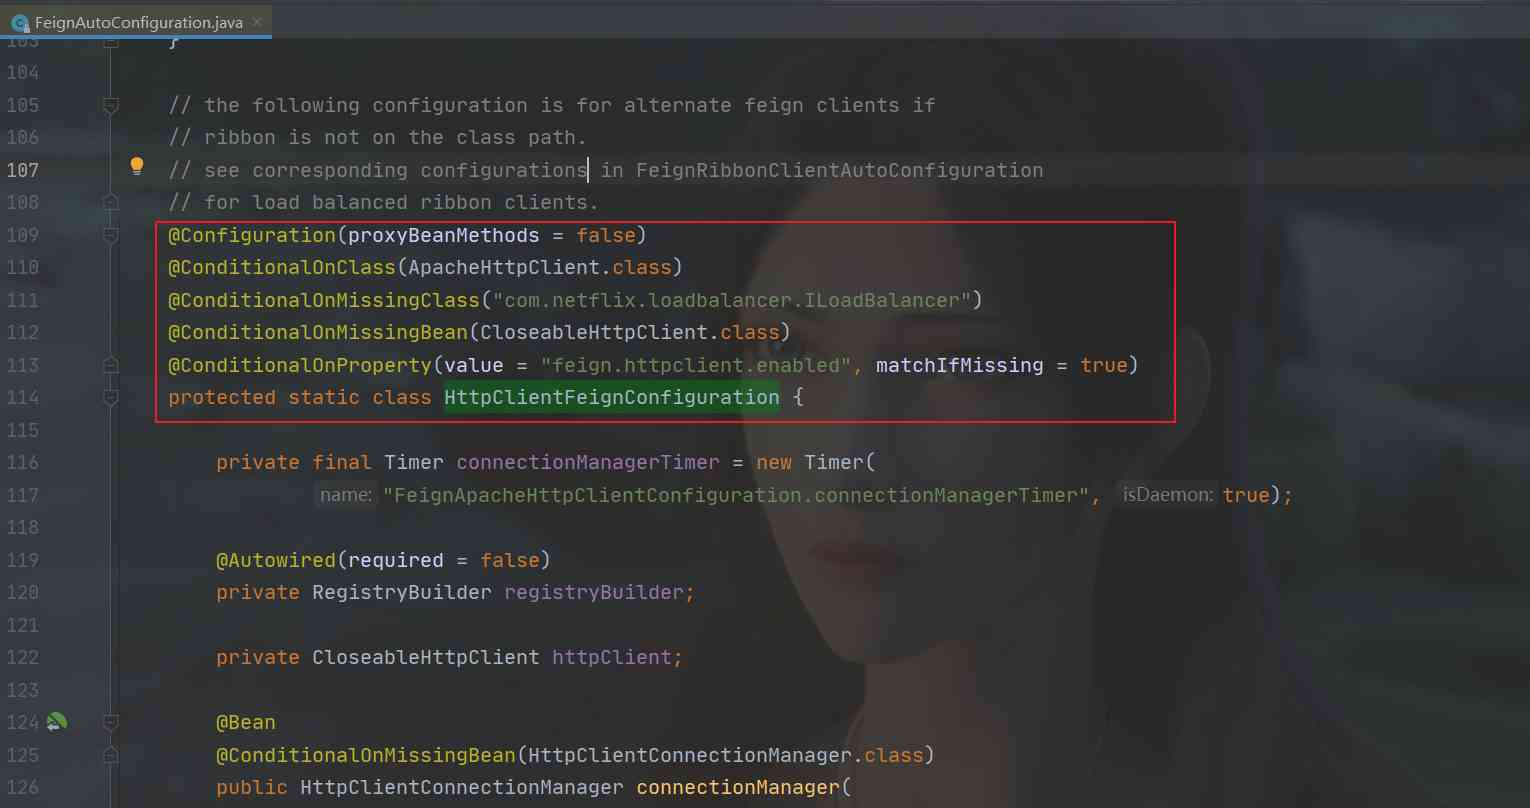 FeignAutoConfiguration.java
103 }
104
105 // the following configuration is for alternate feign clients if
106 // ribbon is not on the class path.
107 // see corresponding configurations in FeignRibbonClientAutoConfiguration
108 // for load balanced ribbon clients.
109 @Configuration(proxyBeanMethods = false)
110 @ConditionalOnClass(ApacheHttpClient.class)
111 @ConditionalOnMissingClass("com.netflix.loadbalancer.ILoadBalancer")
112 @ConditionalOnMissingBean(CloseableHttpClient.class)
113 @ConditionalOnProperty(value = "feign.httpclient.enabled", matchIfMissing = true)
114 protected static class HttpClientFeignConfiguration {
115
116 private final Timer connectionManagerTimer = new Timer(
117 name: "FeignApacheHttpClientConfiguration.connectionManagerTimer", isDaemon: true);
118
119 @Autowired(required = false)
120 private RegistryBuilder registryBuilder;
121
122 private CloseableHttpClient httpClient;
123
124 @Bean
125 @ConditionalOnMissingBean(HttpClientConnectionManager.class)
126 public HttpClientConnectionManager connectionManager(